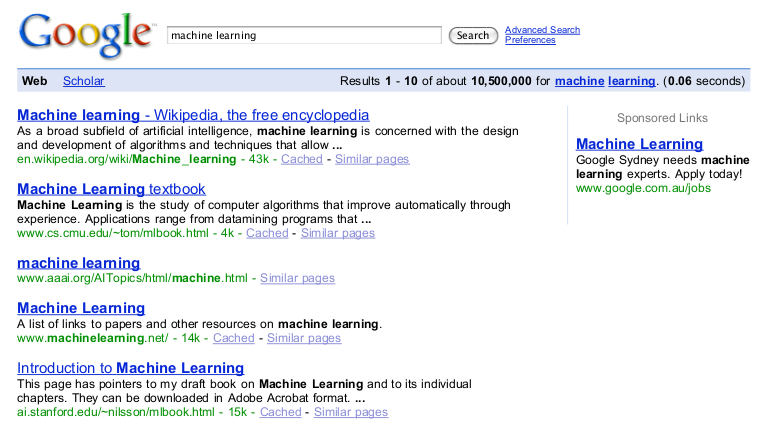 Google™
machine learning
Search
Advanced Search
Preferences
Web Scholar
Results 1 - 10 of about 10,500,000 for machine learning. (0.06 seconds)
Machine learning - Wikipedia, the free encyclopedia
As a broad subfield of artificial intelligence, machine learning is concerned with the design
and development of algorithms and techniques that allow ...
en.wikipedia.org/wiki/Machine_learning - 43k - Cached - Similar pages
Machine Learning textbook
Machine Learning is the study of computer algorithms that improve automatically through
experience. Applications range from datamining programs that ...
www.cs.cmu.edu/~tom/mlbook.html - 4k - Cached - Similar pages
machine learning
www.aaai.org/AITopics/html/machine.html - Similar pages
Machine Learning
A list of links to papers and other resources on machine learning.
www.machinelearning.net/ - 14k - Cached - Similar pages
Introduction to Machine Learning
This page has pointers to my draft book on Machine Learning and to its individual
chapters. They can be downloaded in Adobe Acrobat format. ...
ai.stanford.edu/~nilsson/mlbook.html - 15k - Cached - Similar pages
Sponsored Links
Machine Learning
Google Sydney needs machine
learning experts. Apply today!
www.google.com.au/jobs